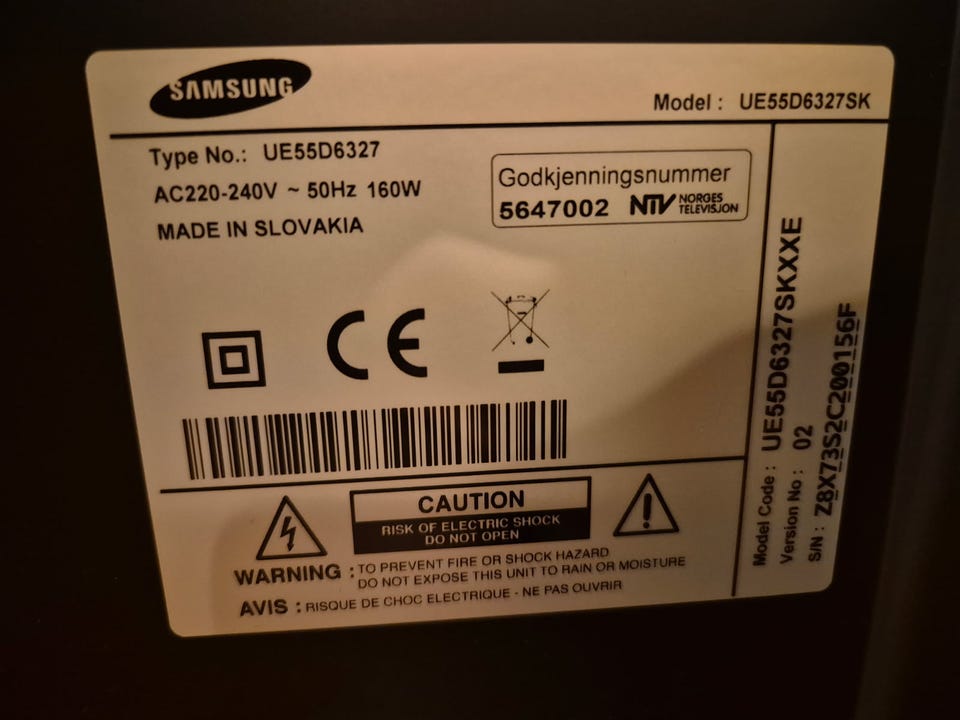 SAMSUNG
Model : UE55D6327SK
Type No.: UE55D6327
AC220-240V ~ 50Hz 160W
MADE IN SLOVAKIA
Godkjenningsnummer
5647002 NTV NORGES TELEVISJON
CE
CAUTION
RISK OF ELECTRIC SHOCK
DO NOT OPEN
WARNING : TO PREVENT FIRE OR SHOCK HAZARD
DO NOT EXPOSE THIS UNIT TO RAIN OR MOISTURE
AVIS : RISQUE DE CHOC ELECTRIQUE - NE PAS OUVRIR
Model Code : UE55D6327SKXXE
Version No : 02
S/N : Z8X73S2C200156F